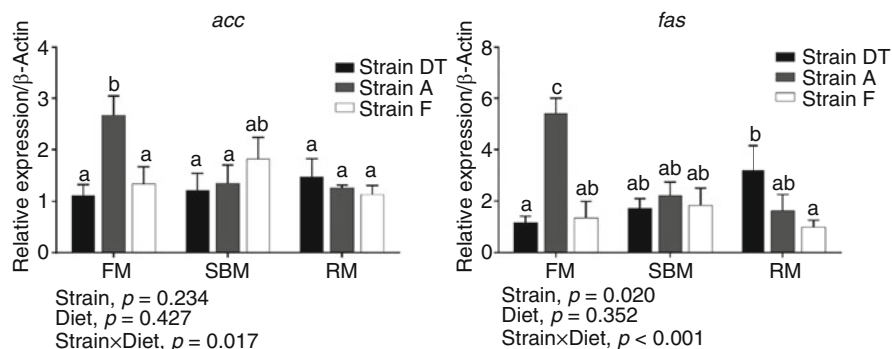 acc
Relative expression/β-Actin
4
3
2
1
0
Strain DT
Strain A
Strain F
a
b
a
a
a
ab
a
a
a
FM
SBM
RM
Strain, p = 0.234
Diet, p = 0.427
Strain×Diet, p = 0.017
fas
Relative expression/β-Actin
8
6
4
2
0
Strain DT
Strain A
Strain F
a
c
ab
ab
ab
ab
b
ab
a
FM
SBM
RM
Strain, p = 0.020
Diet, p = 0.352
Strain×Diet, p < 0.001